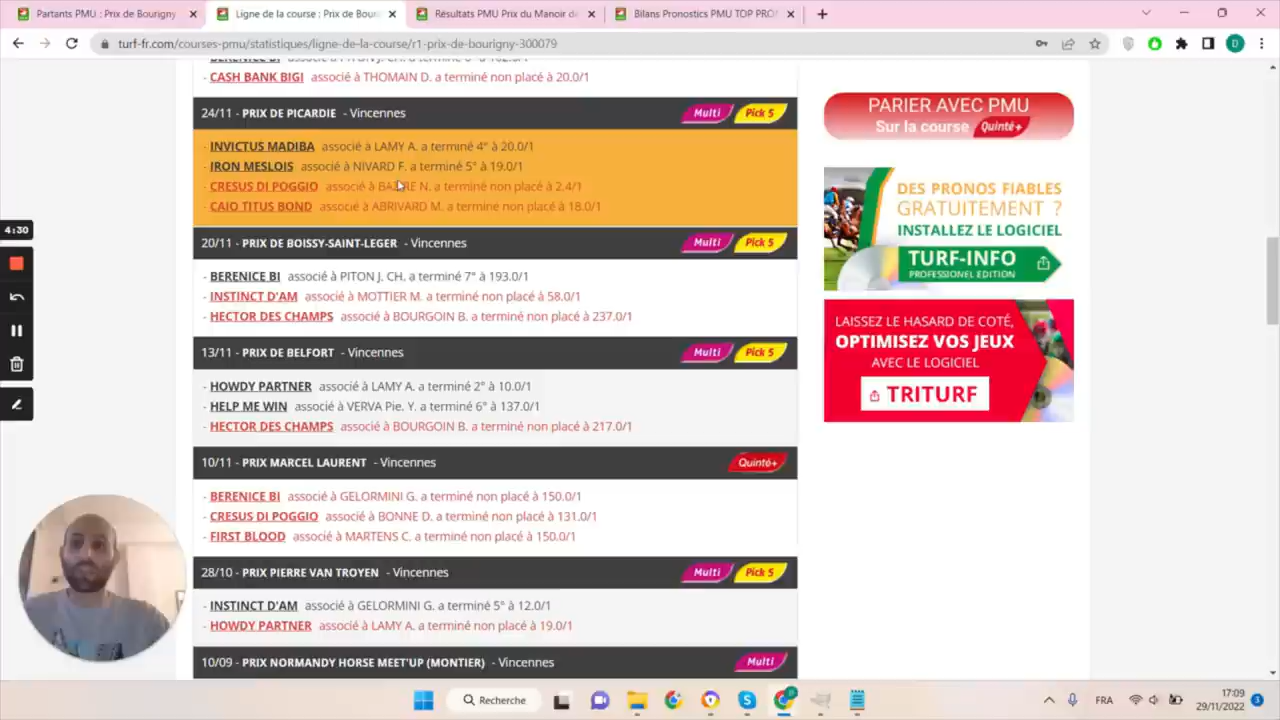 Partants PMU : Prix de Bourigny
Ligne de la course : Prix de Bour
Résultats PMU Prix du Manoir de
Bilans Pronostics PMU TOP PRO
turf-fr.com/courses-pmu/statistiques/ligne-de-la-course/r1-prix-de-bourigny-300079
- CASH BANK BIGI associé à THOMAIN D. a terminé non placé à 20.0/1
24/11 - PRIX DE PICARDIE - Vincennes Multi Pick 5
- INVICTUS MADIBA associé à LAMY A. a terminé 4° à 20.0/1
- IRON MESLOIS associé à NIVARD F. a terminé 5° à 19.0/1
- CRESUS DI POGGIO associé à N. a terminé non placé à 2.4/1
- CAIO TITUS BOND associé à ABRIVARD M. a terminé non placé à 18.0/1
20/11 - PRIX DE BOISSY-SAINT-LEGER - Vincennes Multi Pick 5
- BERENICE BI associé à PITON J. CH. a terminé 7° à 193.0/1
- INSTINCT D'AM associé à MOTTIER M. a terminé non placé à 58.0/1
- HECTOR DES CHAMPS associé à BOURGOIN B. a terminé non placé à 237.0/1
13/11 - PRIX DE BELFORT - Vincennes Multi Pick 5
- HOWDY PARTNER associé à LAMY A. a terminé 2° à 10.0/1
- HELP ME WIN associé à VERVA Pie. Y. a terminé 6° à 137.0/1
- HECTOR DES CHAMPS associé à BOURGOIN B. a terminé non placé à 217.0/1
10/11 - PRIX MARCEL LAURENT - Vincennes Quinté+
- BERENICE BI associé à GELORMINI G. a terminé non placé à 150.0/1
- CRESUS DI POGGIO associé à BONNE D. a terminé non placé à 131.0/1
- FIRST BLOOD associé à MARTENS C. a terminé non placé à 150.0/1
28/10 - PRIX PIERRE VAN TROYEN - Vincennes Multi Pick 5
- INSTINCT D'AM associé à GELORMINI G. a terminé 5° à 12.0/1
- HOWDY PARTNER associé à LAMY A. a terminé non placé à 19.0/1
10/09 - PRIX NORMANDY HORSE MEET'UP (MONTIER) - Vincennes Multi
PARIER AVEC PMU
Sur la course Quinté+
DES PRONOS FIABLES
GRATUITEMENT ?
INSTALLEZ LE LOGICIEL
TURF-INFO
PROFESSIONEL EDITION
LAISSEZ LE HASARD DE COTÉ,
OPTIMISEZ VOS JEUX
AVEC LE LOGICIEL
TRITURF
4:30
D
Recherche
FRA
17:09
29/11/2022
3